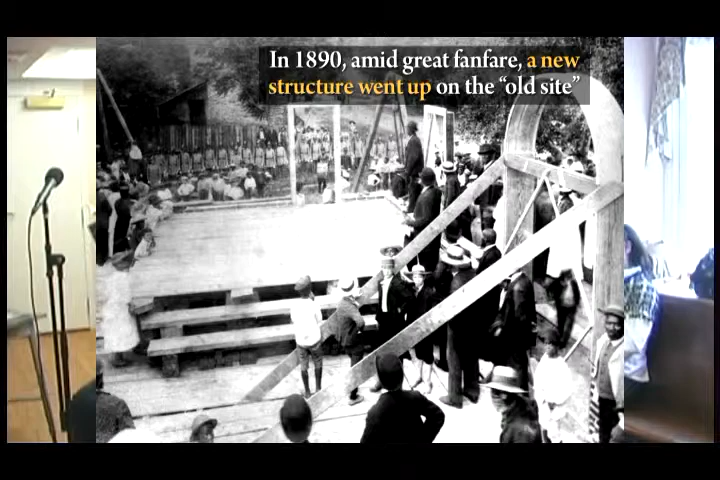 In 1890, amid great fanfare, a new
structure went up on the “old site”